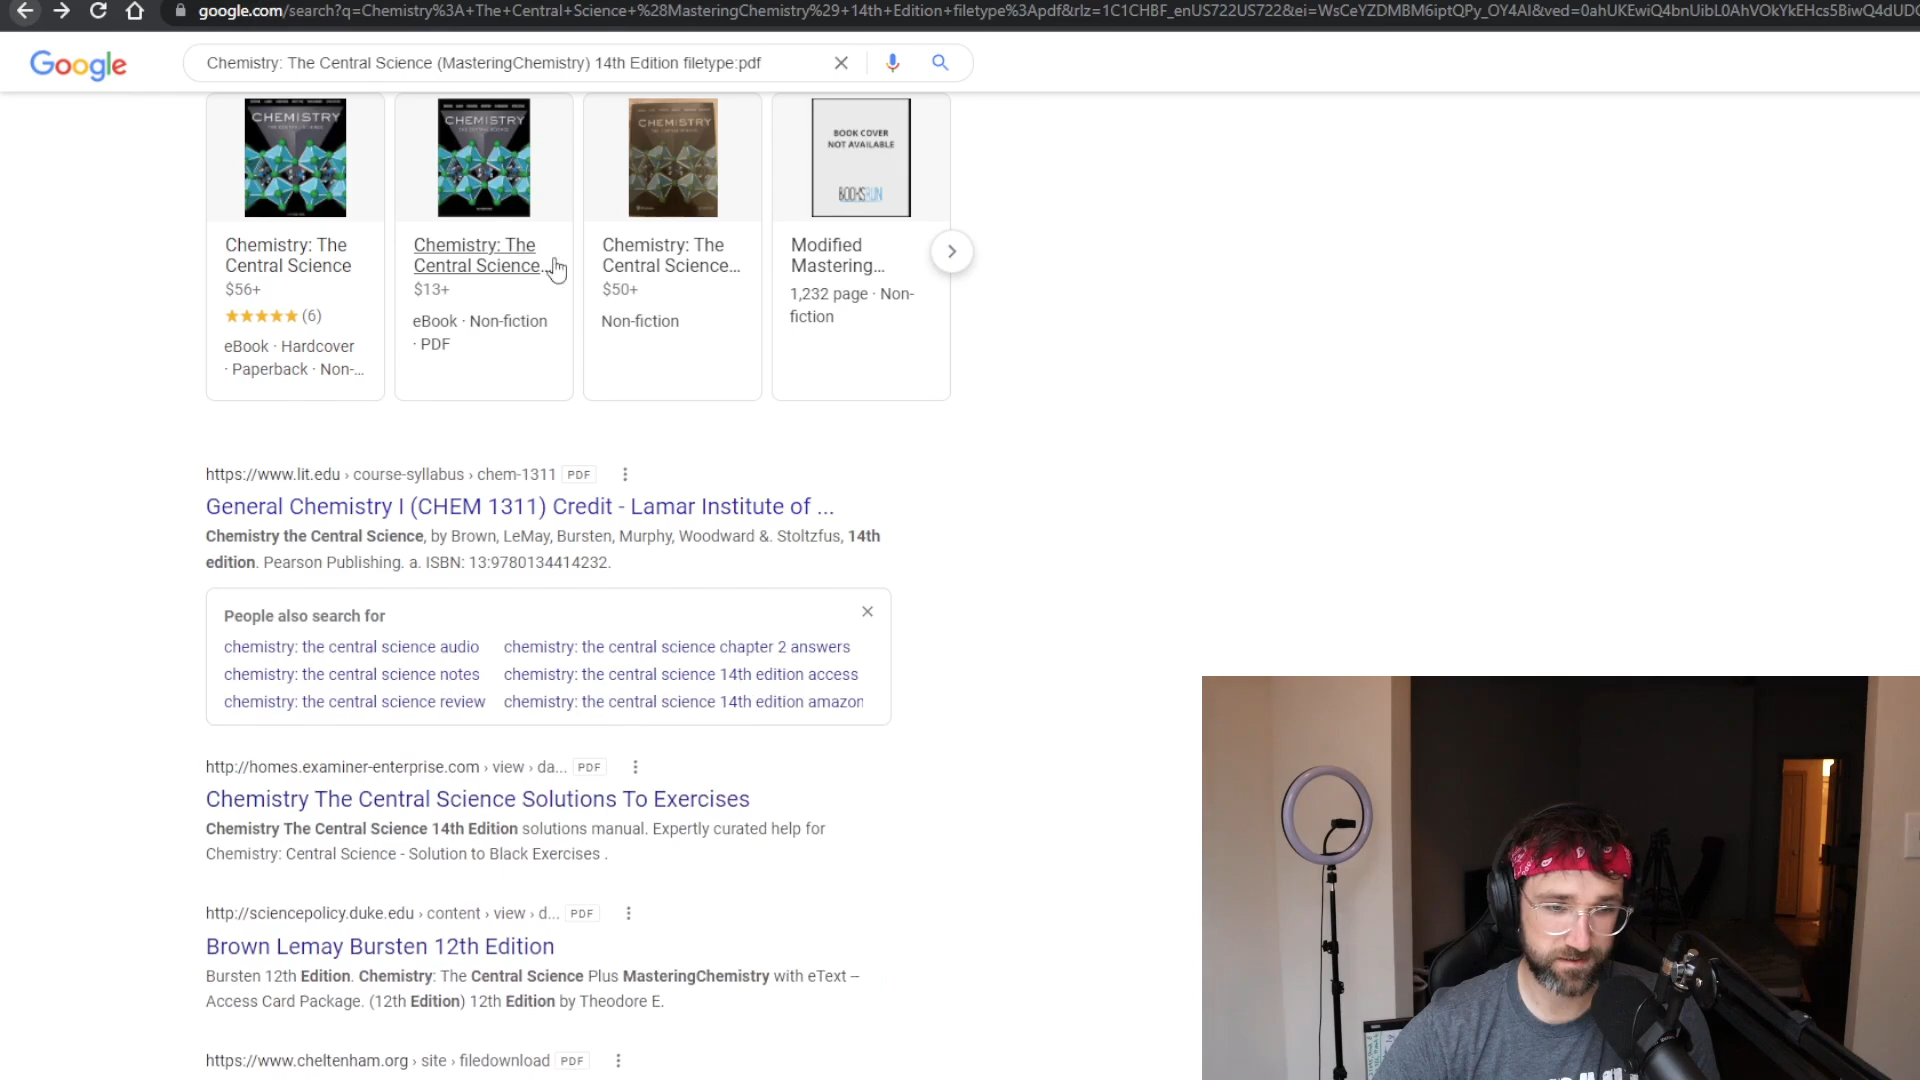 google.com/search?q=Chemistry%3A+The+Central+Science+%28MasteringChemistry%29+14th+Edition+filetype%3Apdf&rlz=1C1CHBF_enUS722US722&ei=WsCeYZDMBM6iptQPy_OY4AI&ved=0ahUKEwiQ4bnUibL0AhVOkYkEHcs5BiwQ4dUDC
Google
Chemistry: The Central Science (MasteringChemistry) 14th Edition filetype:pdf
CHEMISTRY
CHEMISTRY
CHEMISTRY
BOOK COVER
NOT AVAILABLE
BOOKSRUN
Chemistry: The
Central Science
$56+
(6)
eBook · Hardcover
· Paperback · Non-...
Chemistry: The
Central Science...
$13+
eBook · Non-fiction
· PDF
Chemistry: The
Central Science...
$50+
Non-fiction
Modified
Mastering...
1,232 page · Non-
fiction
https://www.lit.edu › course-syllabus › chem-1311 PDF
General Chemistry I (CHEM 1311) Credit - Lamar Institute of ...
Chemistry the Central Science, by Brown, LeMay, Bursten, Murphy, Woodward &. Stoltzfus, 14th
edition. Pearson Publishing. a. ISBN: 13:9780134414232.
People also search for
chemistry: the central science audio
chemistry: the central science chapter 2 answers
chemistry: the central science notes
chemistry: the central science 14th edition access
chemistry: the central science review
chemistry: the central science 14th edition amazon
http://homes.examiner-enterprise.com › view › da... PDF
Chemistry The Central Science Solutions To Exercises
Chemistry The Central Science 14th Edition solutions manual. Expertly curated help for
Chemistry: Central Science - Solution to Black Exercises .
http://sciencepolicy.duke.edu › content › view › d... PDF
Brown Lemay Bursten 12th Edition
Bursten 12th Edition. Chemistry: The Central Science Plus MasteringChemistry with eText –
Access Card Package. (12th Edition) 12th Edition by Theodore E.
https://www.cheltenham.org › site › filedownload PDF